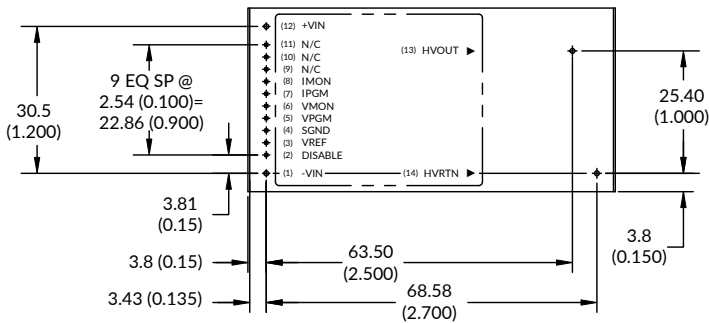 (12) +VIN
(11) N/C
(10) N/C
(9) N/C
(8) IMON
(7) IPGM
(6) VMON
(5) VPGM
(4) SGND
(3) VREF
(2) DISABLE
(1) -VIN
(13) HVOUT
(14) HVRTN
9 EQ SP @
2.54 (0.100)=
22.86 (0.900)
30.5
(1.200)
25.40
(1.000)
3.81
(0.15)
3.8 (0.15)
3.43 (0.135)
63.50
(2.500)
68.58
(2.700)
3.8
(0.150)